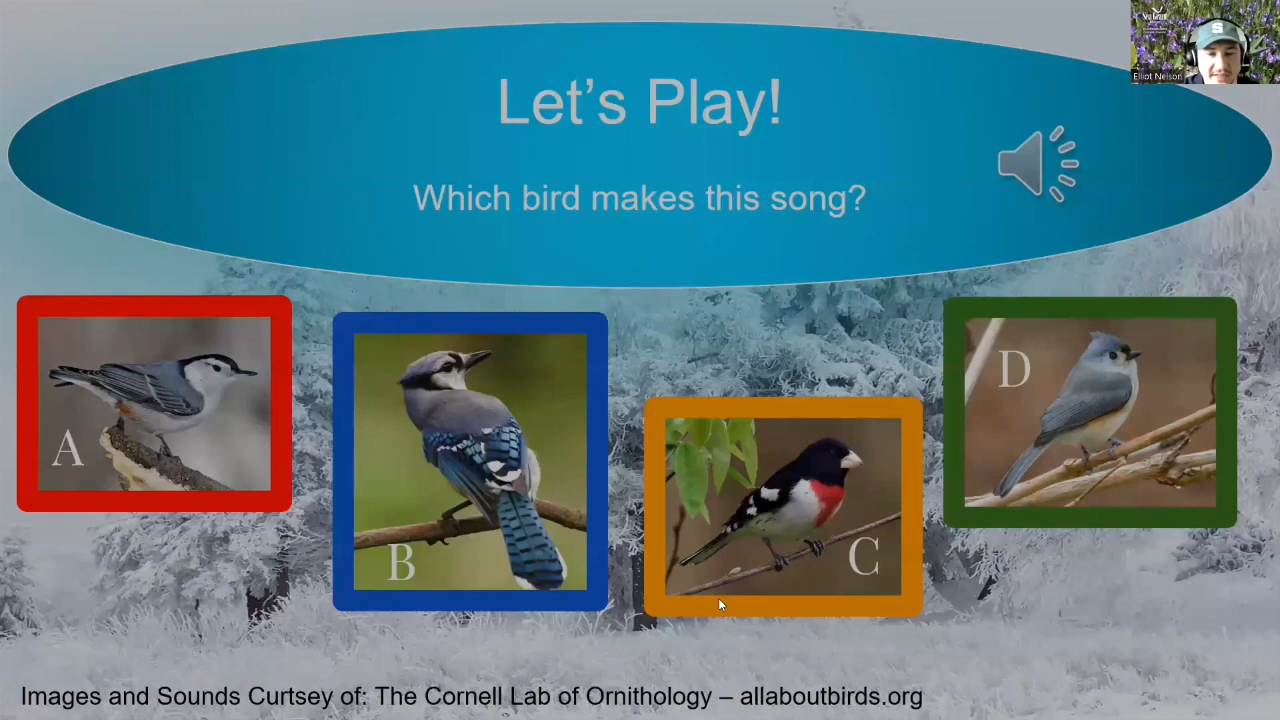 Let's Play!
Which bird makes this song?
A
B
C
D
Images and Sounds Curtsey of: The Cornell Lab of Ornithology – allaboutbirds.org
Elliot Nelson
S